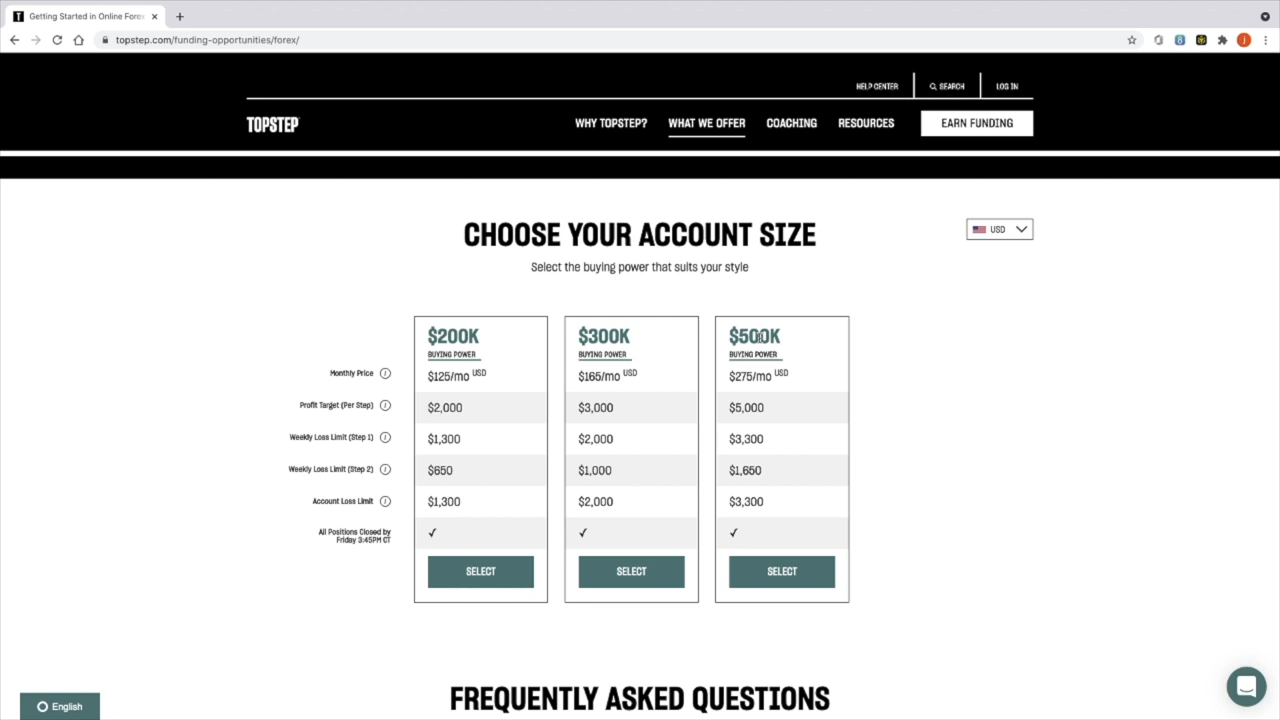 Getting Started in Online Fore
topstep.com/funding-opportunities/forex/
HELP CENTER
SEARCH
LOG IN
TOPSTEP
WHY TOPSTEP?
WHAT WE OFFER
COACHING
RESOURCES
EARN FUNDING
CHOOSE YOUR ACCOUNT SIZE
USD
Select the buying power that suits your style
$200K $300K $500K
BUYING POWER BUYING POWER BUYING POWER
Monthly Price $125/mo USD $165/mo USD $275/mo USD
Profit Target (Per Step) $2,000 $3,000 $5,000
Weekly Loss Limit (Step 1) $1,300 $2,000 $3,300
Weekly Loss Limit (Step 2) $650 $1,000 $1,650
Account Loss Limit $1,300 $2,000 $3,300
All Positions Closed by ✓ ✓ ✓
Friday 3:45PM CT
SELECT SELECT SELECT
FREQUENTLY ASKED QUESTIONS
English